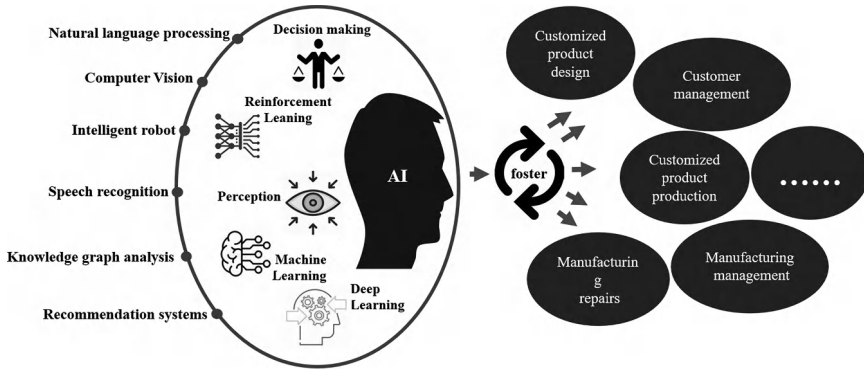 Natural language processing
Computer Vision
Intelligent robot
Speech recognition
Knowledge graph analysis
Recommendation systems
Decision making
Reinforcement
Leaning
Perception
Machine
Learning
Deep
Learning
AI
foster
Customized
product
design
Customer
management
Customized
product
production
......
Manufacturin
g
repairs
Manufacturing
management